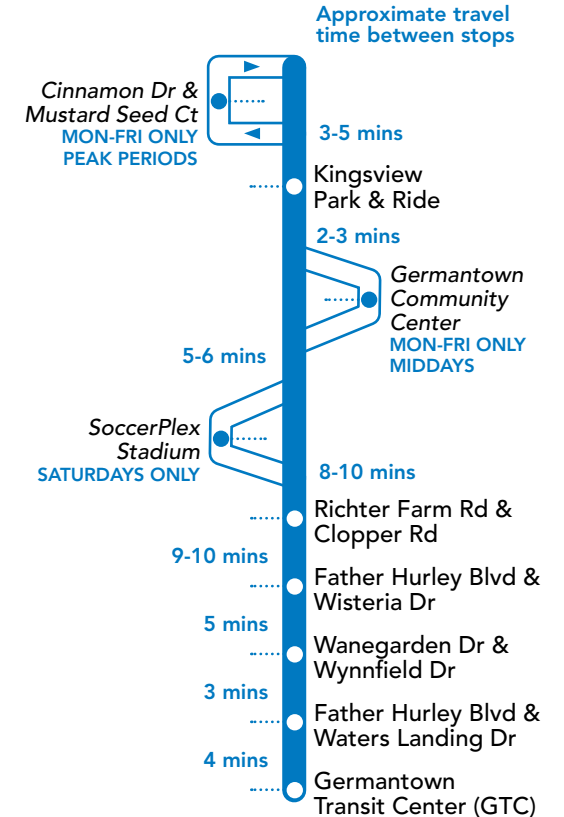 Approximate travel
time between stops
Cinnamon Dr &
Mustard Seed Ct
MON-FRI ONLY
PEAK PERIODS
3-5 mins
Kingsview
Park & Ride
2-3 mins
Germantown
Community
Center
MON-FRI ONLY
MIDDAYS
5-6 mins
SoccerPlex
Stadium
SATURDAYS ONLY
8-10 mins
Richter Farm Rd &
Clopper Rd
9-10 mins
Father Hurley Blvd &
Wisteria Dr
5 mins
Wanegarden Dr &
Wynnfield Dr
3 mins
Father Hurley Blvd &
Waters Landing Dr
4 mins
Germantown
Transit Center (GTC)